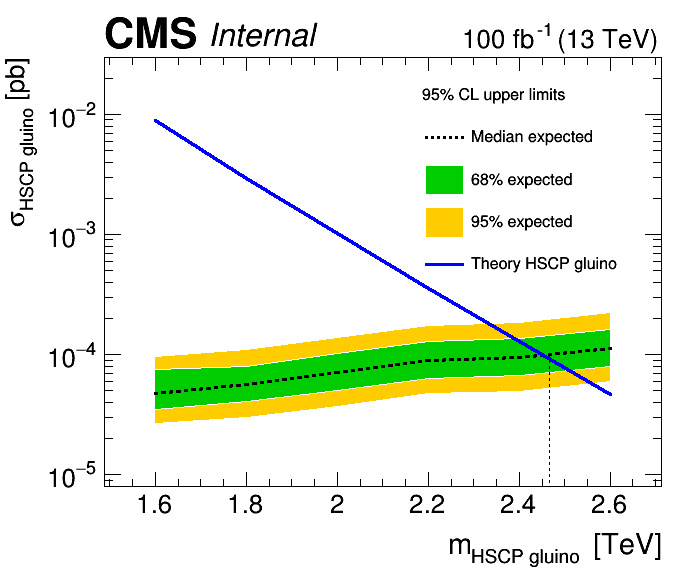 CMS Internal 100 fb⁻¹ (13 TeV)
σHSCP gluino [pb]
95% CL upper limits
Median expected
68% expected
95% expected
Theory HSCP gluino
10⁻²
10⁻³
10⁻⁴
10⁻⁵
1.6 1.8 2 2.2 2.4 2.6
mHSCP gluino [TeV]